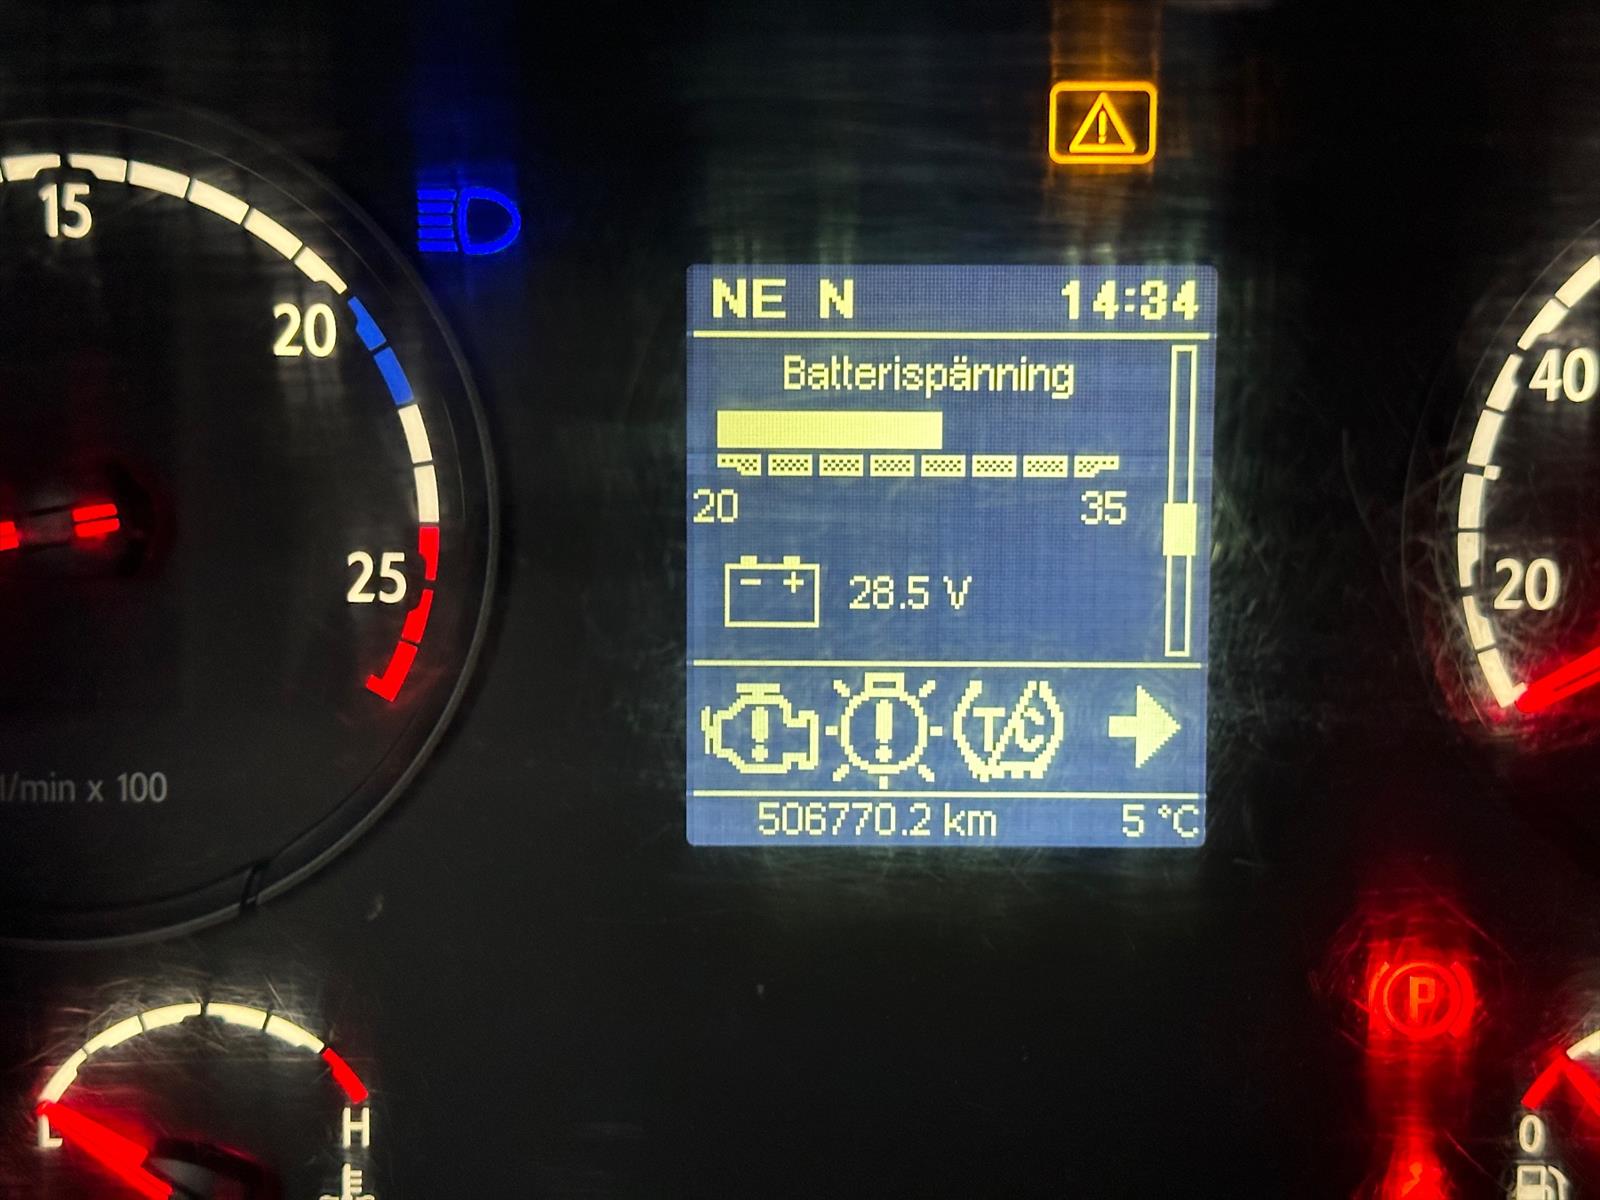 15
20
25
l/min x 100
NE N 14:34
Batterispänning
20 35
- +
28.5 V
T/C
506770.2 km 5 °C
40
20
P
L H
0